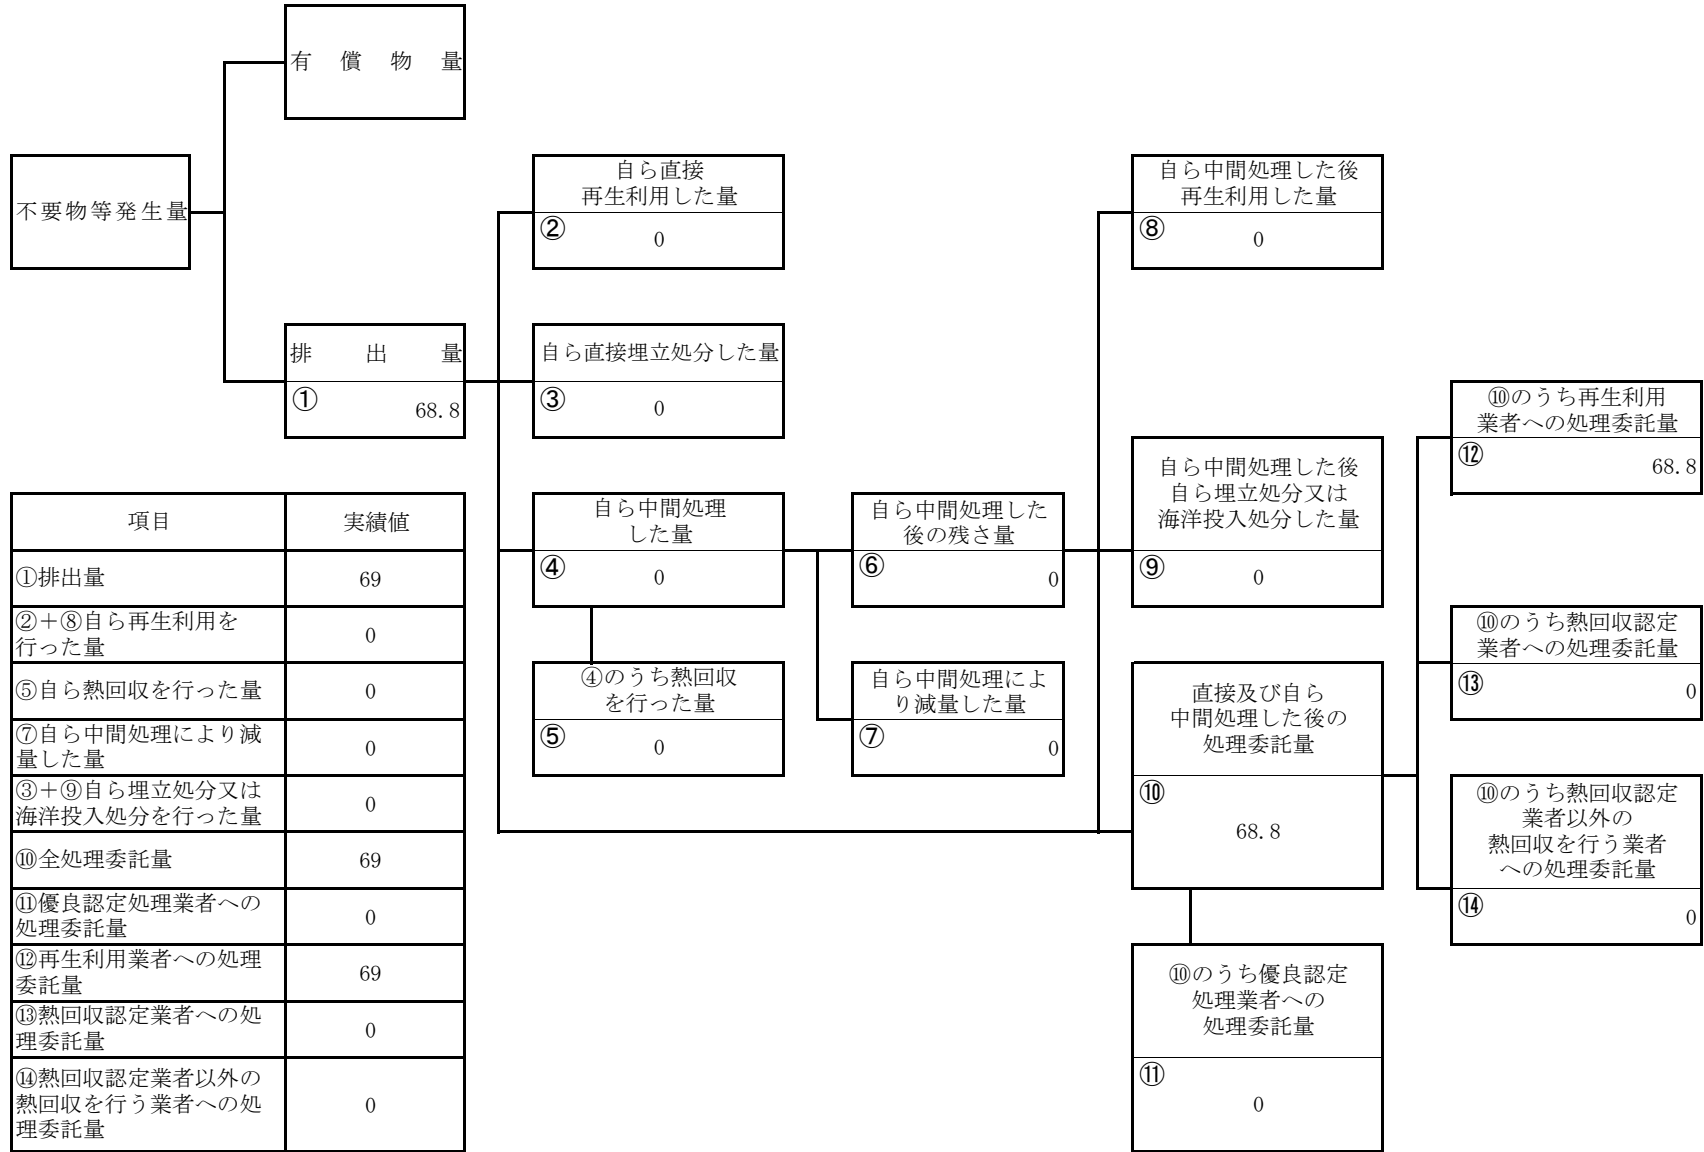 有償物量
不要物等発生量
自ら直接
再生利用した量
②
0
自ら中間処理した後
再生利用した量
⑧
0
排出量
①
68.8
自ら直接埋立処分した量
③
0
⑩のうち再生利用
業者への処理委託量
⑫
68.8
自ら中間処理した後
自ら埋立処分又は
海洋投入処分した量
⑨
0
自ら中間処理
した量
④
0
自ら中間処理した
後の残さ量
⑥
0
④のうち熱回収
を行った量
⑤
0
自ら中間処理によ
り減量した量
⑦
0
直接及び自ら
中間処理した後の
処理委託量
⑩
68.8
⑩のうち熱回収認定
業者への処理委託量
⑬
0
⑩のうち熱回収認定
業者以外の
熱回収を行う業者
への処理委託量
⑭
0
⑩のうち優良認定
処理業者への
処理委託量
⑪
0
項目 実績値
①排出量 69
②＋⑧自ら再生利用を
行った量 0
⑤自ら熱回収を行った量 0
⑦自ら中間処理により減
量した量 0
③＋⑨自ら埋立処分又は
海洋投入処分を行った量 0
⑩全処理委託量 69
⑪優良認定処理業者への
処理委託量 0
⑫再生利用業者への処理
委託量 69
⑬熱回収認定業者への処
理委託量 0
⑭熱回収認定業者以外の
熱回収を行う業者への処
理委託量 0